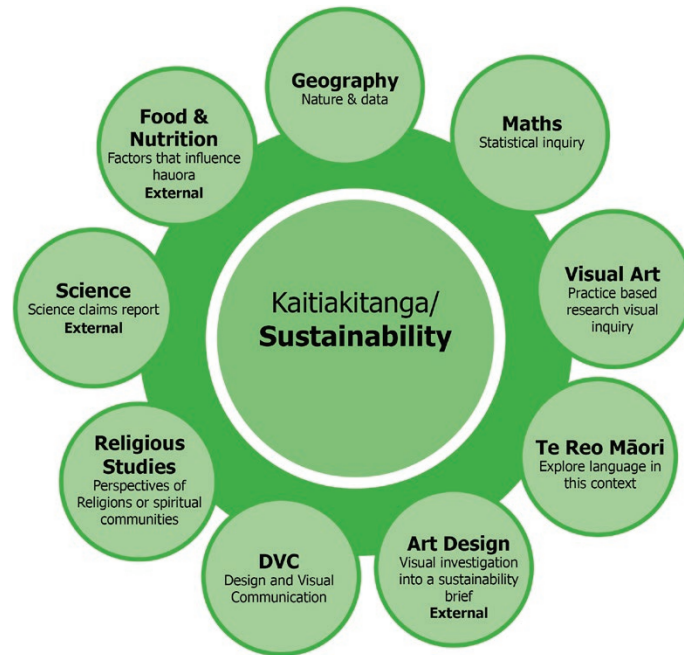 Kaitiakitanga/
Sustainability
Geography
Nature & data
Maths
Statistical inquiry
Visual Art
Practice based
research visual
inquiry
Te Reo Māori
Explore language in
this context
Art Design
Visual investigation
into a sustainability
brief
External
DVC
Design and Visual
Communication
Religious
Studies
Perspectives of
Religions or spiritual
communities
Science
Science claims report
External
Food &
Nutrition
Factors that influence
hauora
External